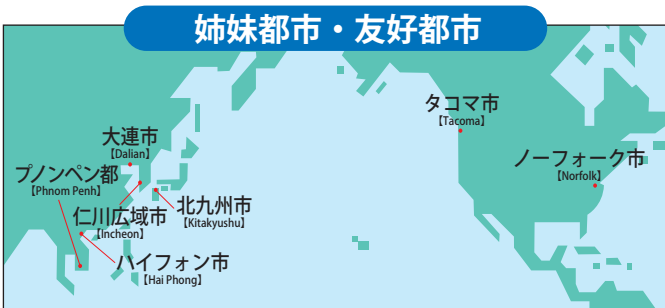 姉妹都市・友好都市
タコマ市
【Tacoma】
大連市
【Dalian】
ノーフォーク市
【Norfolk】
プノンペン都
【Phnom Penh】
北九州市
【Kitakyushu】
仁川広域市
【Incheon】
ハイフォン市
【Hai Phong】